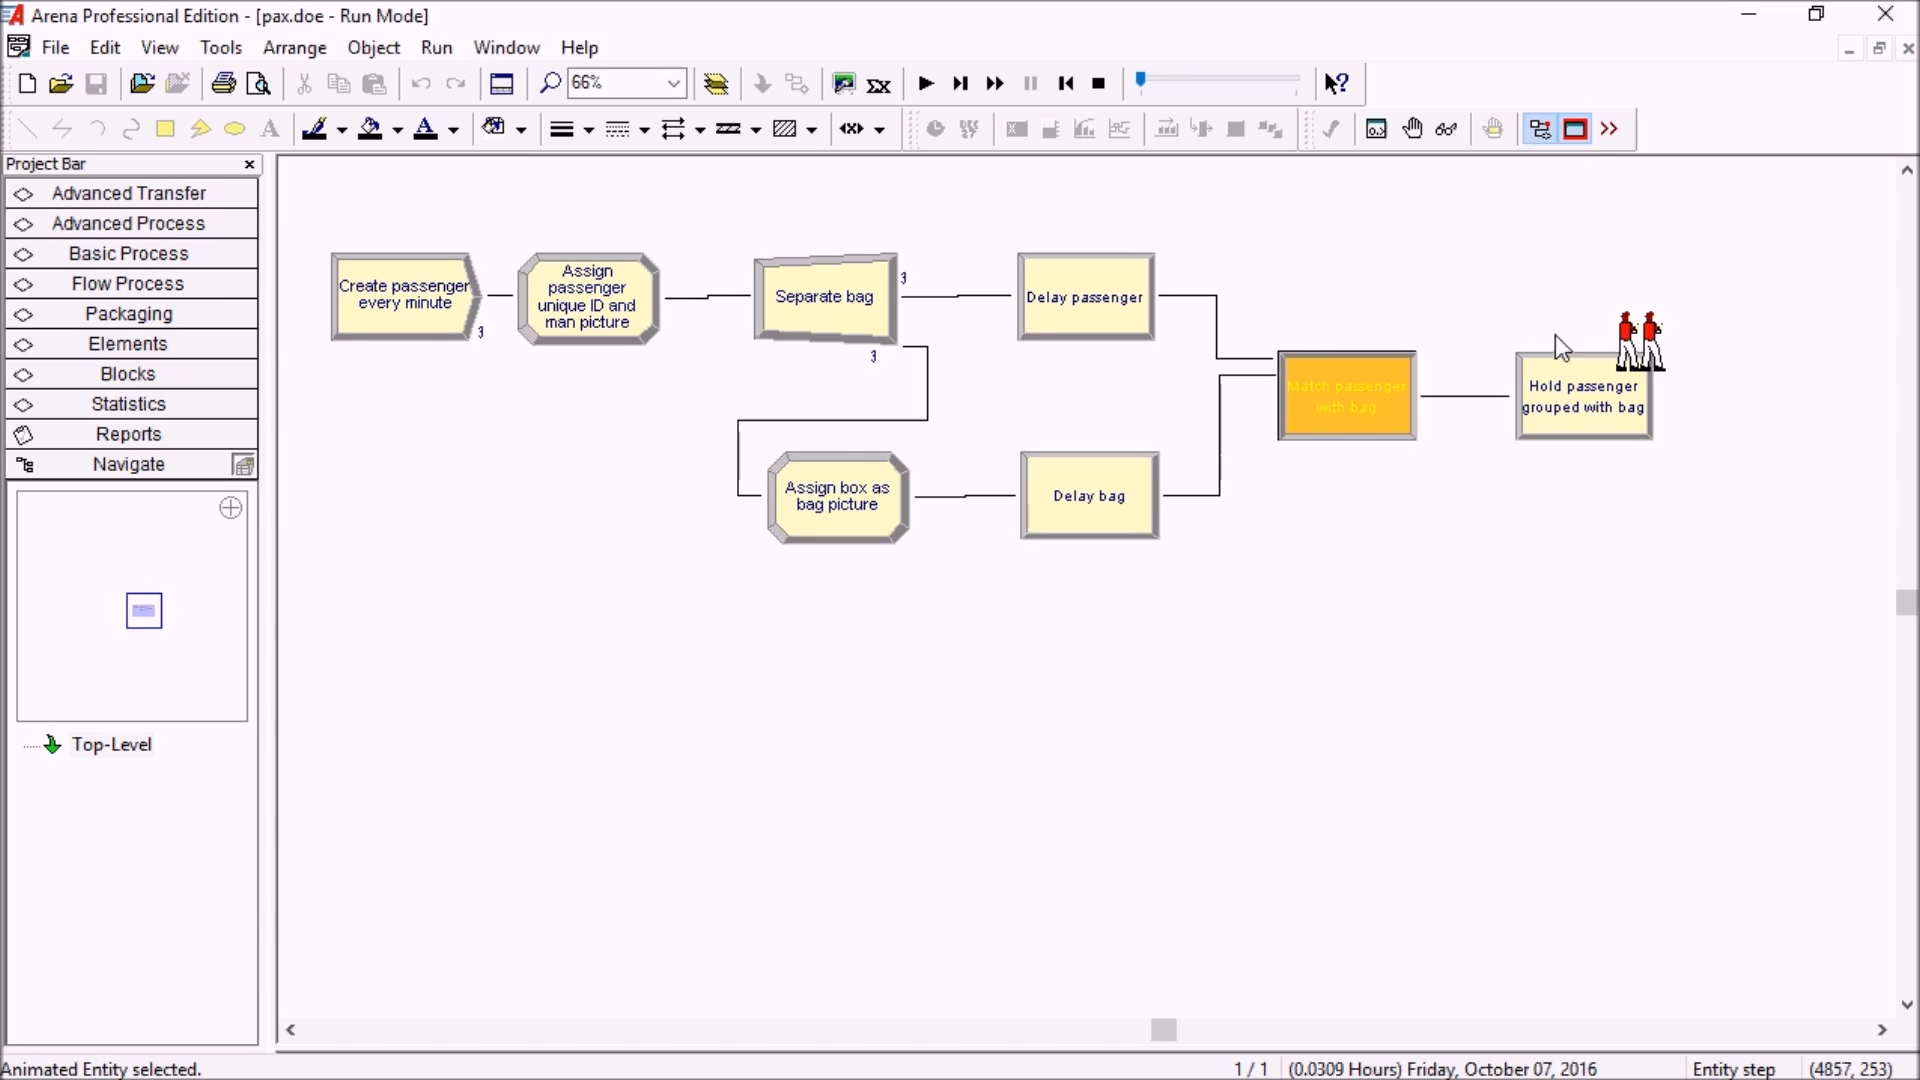 Arena Professional Edition - [pax.doe - Run Mode]
File Edit View Tools Arrange Object Run Window Help
66%
Project Bar
Advanced Transfer
Advanced Process
Basic Process
Flow Process
Packaging
Elements
Blocks
Statistics
Reports
Navigate
Top-Level
Create passenger
every minute
3
Assign
passenger
unique ID and
man picture
Separate bag
3
3
Delay passenger
Match passenger
with bag
Hold passenger
grouped with bag
Assign box as
bag picture
Delay bag
Animated Entity selected.
1 / 1
(0.0309 Hours) Friday, October 07, 2016
Entity step
(4857, 253)